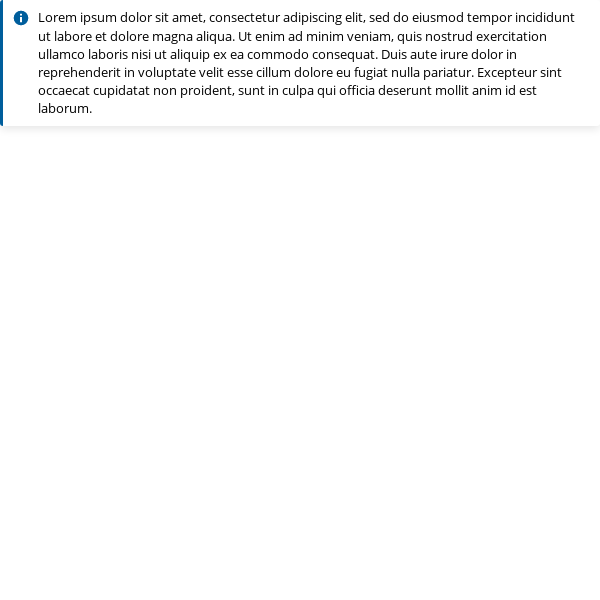 Lorem ipsum dolor sit amet, consectetur adipiscing elit, sed do eiusmod tempor incididunt
ut labore et dolore magna aliqua. Ut enim ad minim veniam, quis nostrud exercitation
ullamco laboris nisi ut aliquip ex ea commodo consequat. Duis aute irure dolor in
reprehenderit in voluptate velit esse cillum dolore eu fugiat nulla pariatur. Excepteur sint
occaecat cupidatat non proident, sunt in culpa qui officia deserunt mollit anim id est
laborum.